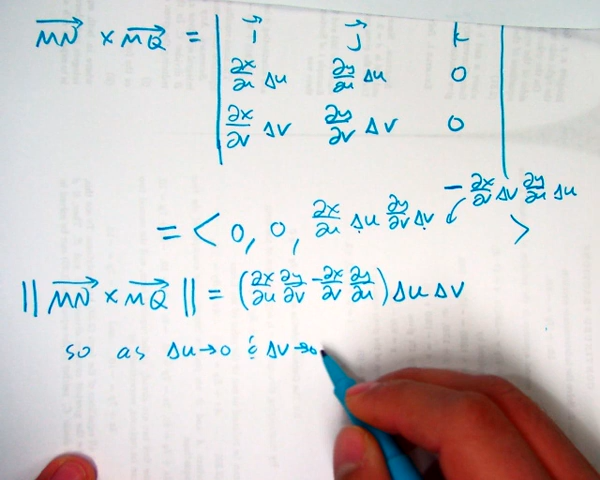 MN⃗ × MQ⃗ = | i⃗ j⃗ k⃗ |
| ∂x/∂u Δu ∂y/∂u Δu 0 |
| ∂x/∂v Δv ∂y/∂v Δv 0 |
- ∂x/∂v Δv ∂y/∂u Δu
= < 0, 0, ∂x/∂u Δu ∂y/∂v Δv >
|| MN⃗ × MQ⃗ || = (∂x/∂u ∂y/∂v - ∂x/∂v ∂y/∂u) Δu Δv
so as Δu→0 & Δv→0